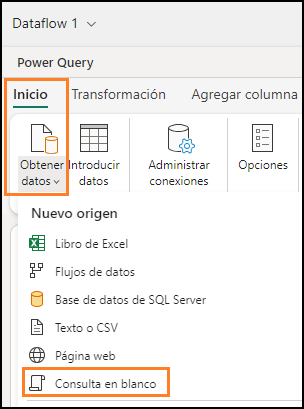 Dataflow 1
Power Query
Inicio Transformación Agregar columna
Obtener datos
Introducir datos
Administrar conexiones
Opciones
Nuevo origen
Libro de Excel
Flujos de datos
Base de datos de SQL Server
Texto o CSV
Página web
Consulta en blanco